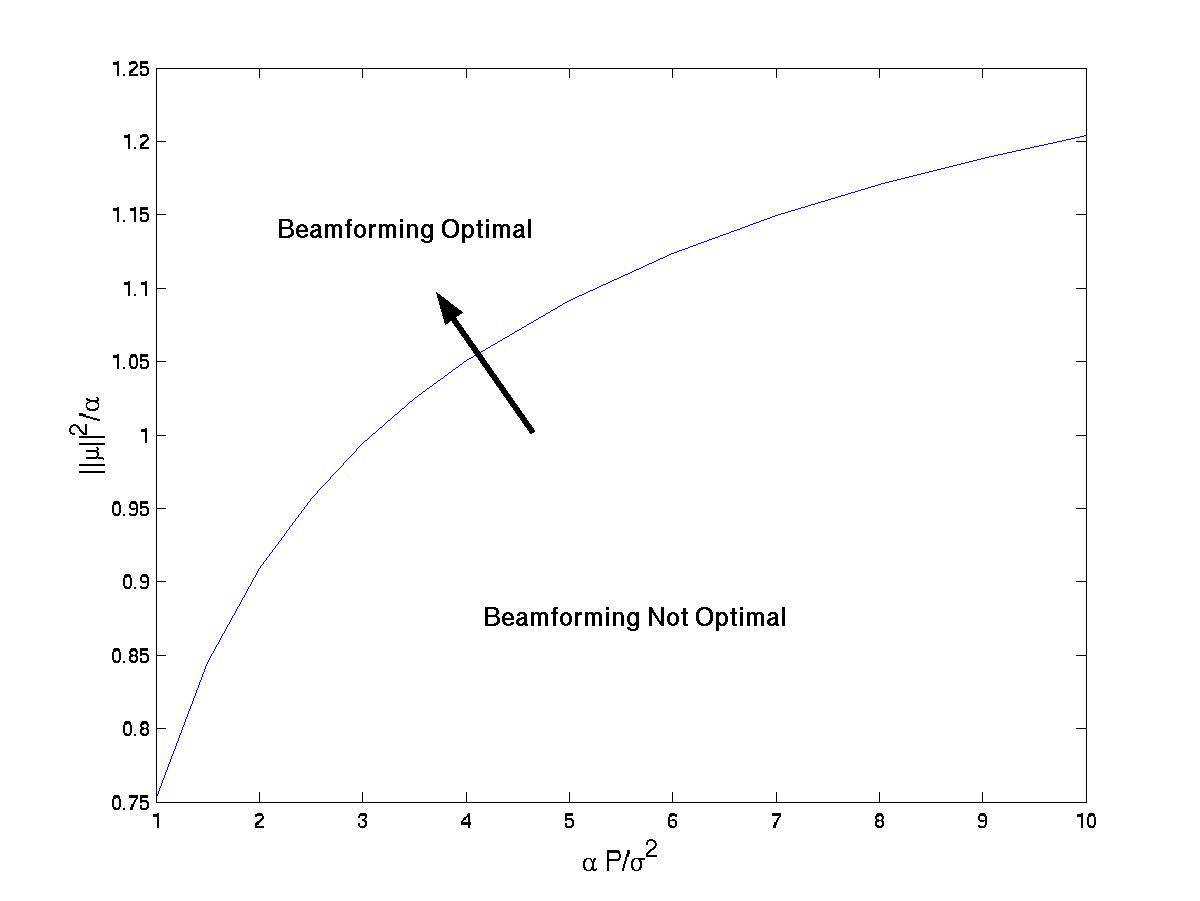 1.25
1.2
1.15
Beamforming Optimal
1.1
1.05
1
||μ||²/α
0.95
0.9
Beamforming Not Optimal
0.85
0.8
0.75
1 2 3 4 5 6 7 8 9 10
α P/σ²